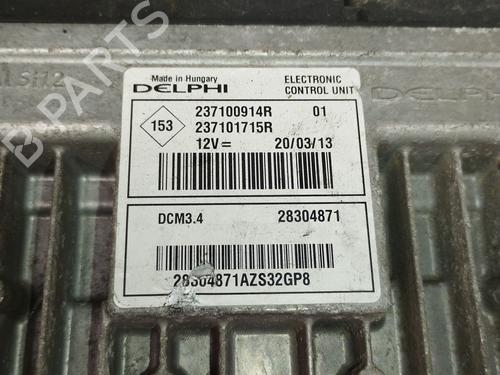 B-PARTS
Made in Hungary
DELPHI
ELECTRONIC
CONTROL UNIT
153
237100914R 01
237101715R
12V= 20/03/13
DCM3.4 28304871
28304871AZS32GP8
DELPHI